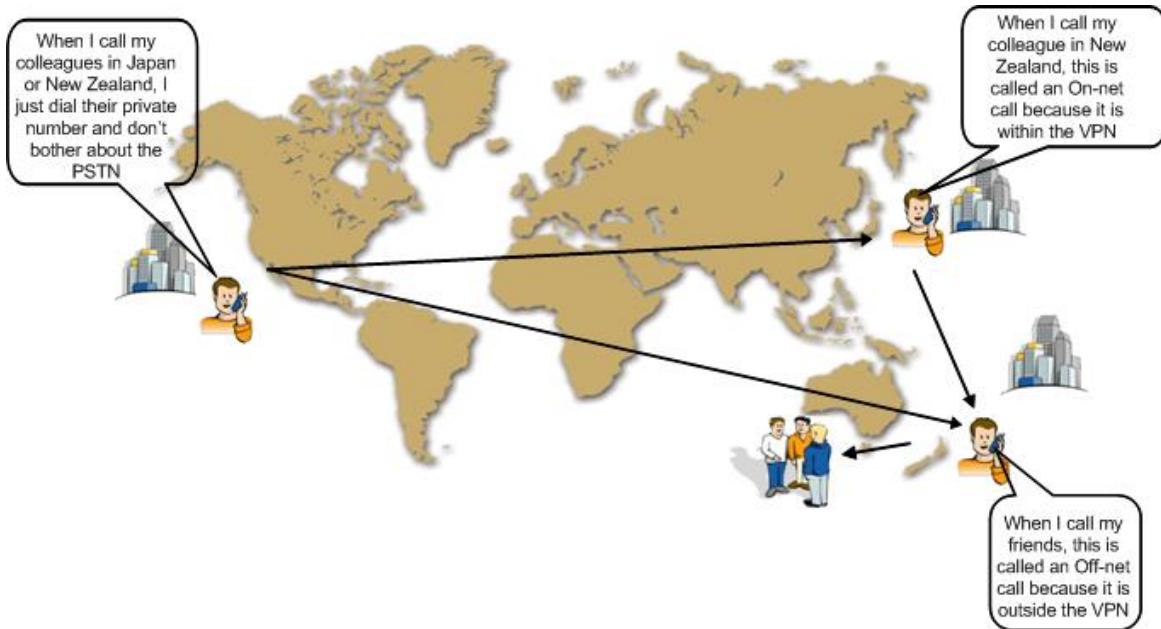 When I call my
colleagues in Japan
or New Zealand, I
just dial their private
number and don't
bother about the
PSTN
When I call my
colleague in New
Zealand, this is
called an On-net
call because it is
within the VPN
When I call my
friends, this is
called an Off-net
call because it is
outside the VPN